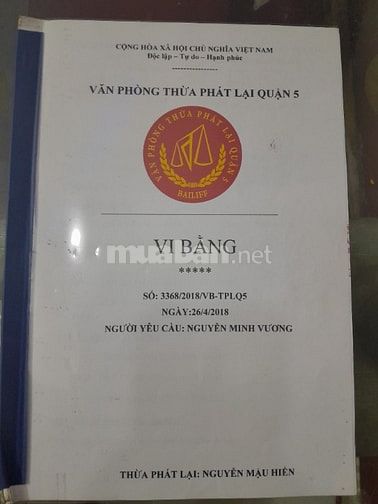 CỘNG HÒA XÃ HỘI CHỦ NGHĨA VIỆT NAM
Độc lập – Tự do – Hạnh phúc
----------------
VĂN PHÒNG THỪA PHÁT LẠI QUẬN 5
VĂN PHÒNG THỪA PHÁT LẠI QUẬN 5
BAILIFF
VI BẰNG
muaban.net
*****
SỐ: 3368/2018/VB-TPLQ5
NGÀY:26/4/2018
NGƯỜI YÊU CẦU: NGUYỄN MINH VƯƠNG
THỪA PHÁT LẠI: NGUYỄN MẬU HIỀN